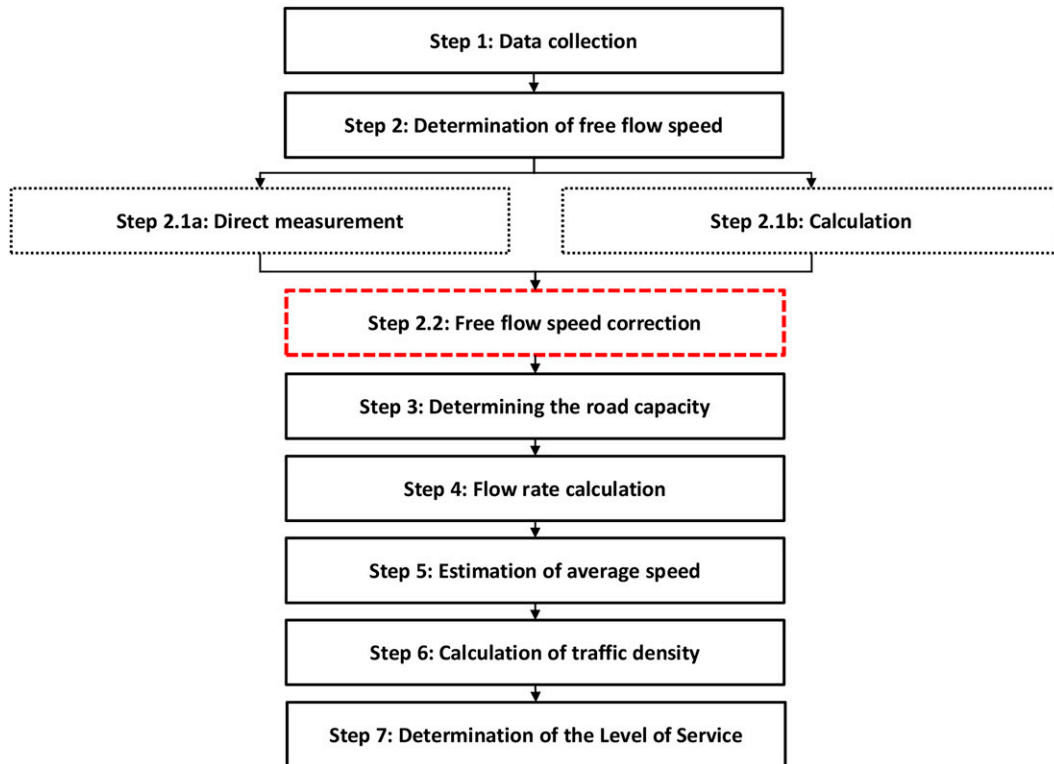 Step 1: Data collection
Step 2: Determination of free flow speed
Step 2.1a: Direct measurement
Step 2.1b: Calculation
Step 2.2: Free flow speed correction
Step 3: Determining the road capacity
Step 4: Flow rate calculation
Step 5: Estimation of average speed
Step 6: Calculation of traffic density
Step 7: Determination of the Level of Service